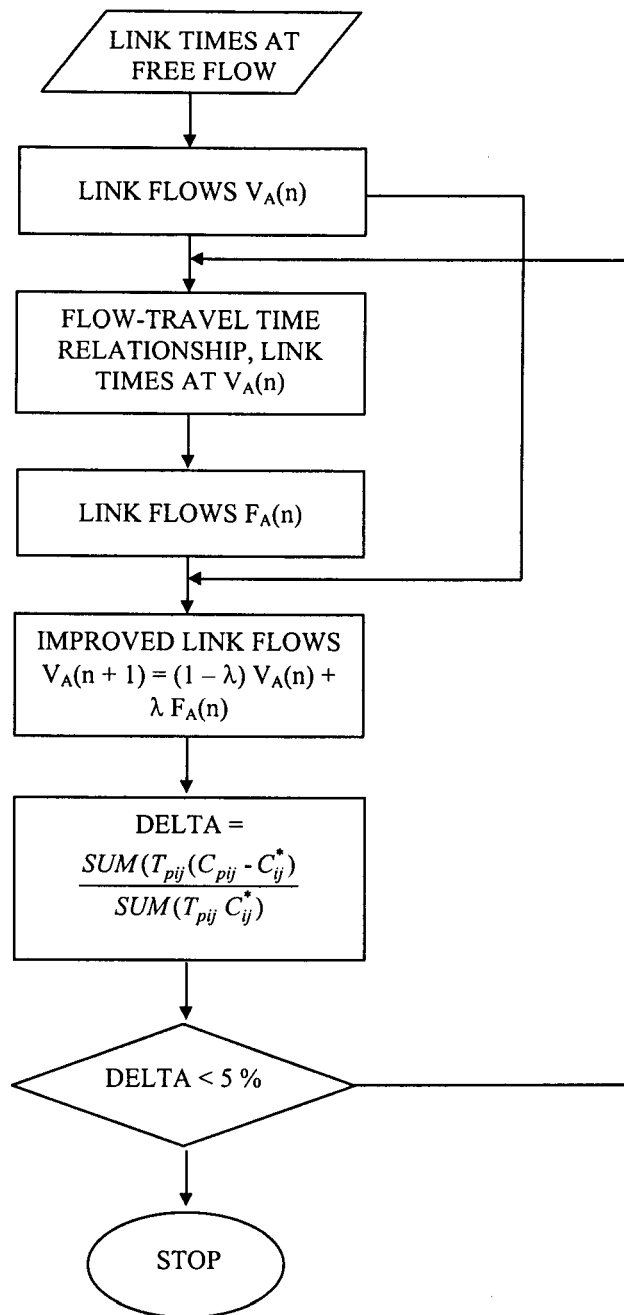 LINK TIMES AT
FREE FLOW
LINK FLOWS V_A(n)
FLOW-TRAVEL TIME
RELATIONSHIP, LINK
TIMES AT V_A(n)
LINK FLOWS F_A(n)
IMPROVED LINK FLOWS
V_A(n + 1) = (1 – λ) V_A(n) +
λ F_A(n)
DELTA =
SUM(T_pij(C_pij - C*_ij)
SUM(T_pij C*_ij)
DELTA < 5 %
STOP